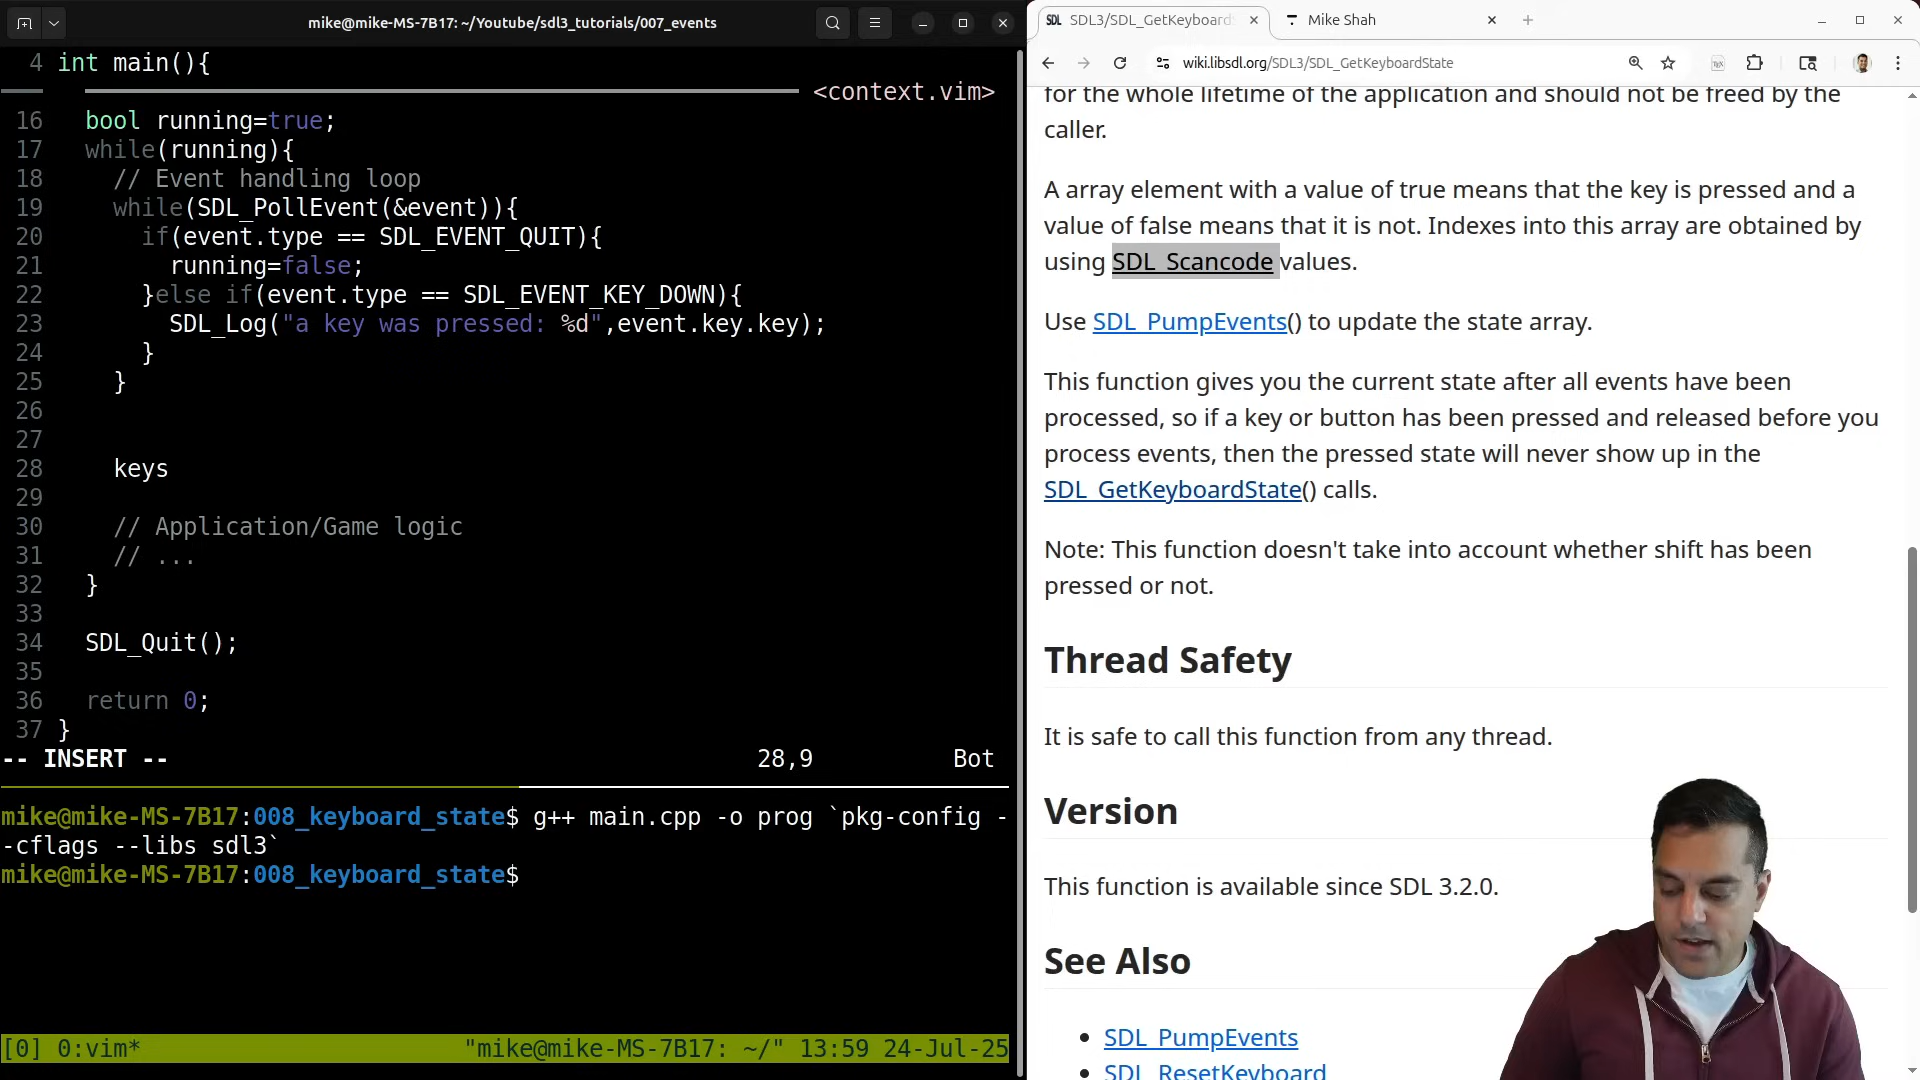 mike@mike-MS-7B17: ~/Youtube/sdl3_tutorials/007_events
4 int main(){
<context.vim>
16 bool running=true;
17 while(running){
18 // Event handling loop
19 while(SDL_PollEvent(&event)){
20 if(event.type == SDL_EVENT_QUIT){
21 running=false;
22 }else if(event.type == SDL_EVENT_KEY_DOWN){
23 SDL_Log("a key was pressed: %d",event.key.key);
24 }
25 }
26
27
28 keys
29
30 // Application/Game logic
31 // ...
32 }
33
34 SDL_Quit();
35
36 return 0;
37 }
-- INSERT -- 28,9 Bot
mike@mike-MS-7B17:008_keyboard_state$ g++ main.cpp -o prog `pkg-config -
-cflags --libs sdl3`
mike@mike-MS-7B17:008_keyboard_state$
[0] 0:vim* "mike@mike-MS-7B17: ~/" 13:59 24-Jul-25
SDL SDL3/SDL_GetKeyboard
Mike Shah
wiki.libsdl.org/SDL3/SDL_GetKeyboardState
for the whole lifetime of the application and should not be freed by the
caller.
A array element with a value of true means that the key is pressed and a
value of false means that it is not. Indexes into this array are obtained by
using SDL_Scancode values.
Use SDL_PumpEvents() to update the state array.
This function gives you the current state after all events have been
processed, so if a key or button has been pressed and released before you
process events, then the pressed state will never show up in the
SDL_GetKeyboardState() calls.
Note: This function doesn't take into account whether shift has been
pressed or not.
Thread Safety
It is safe to call this function from any thread.
Version
This function is available since SDL 3.2.0.
See Also
• SDL_PumpEvents
• SDL_ResetKeyboard